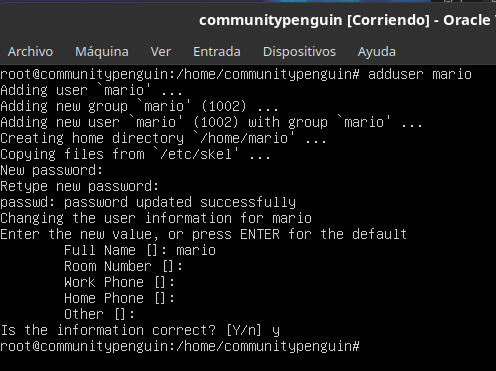 communitypenguin [Corriendo] - Oracle
Archivo Máquina Ver Entrada Dispositivos Ayuda
root@communitypenguin:/home/communitypenguin# adduser mario
Adding user `mario' ...
Adding new group `mario' (1002) ...
Adding new user `mario' (1002) with group `mario' ...
Creating home directory `/home/mario' ...
Copying files from `/etc/skel' ...
New password:
Retype new password:
passwd: password updated successfully
Changing the user information for mario
Enter the new value, or press ENTER for the default
Full Name []: mario
Room Number []:
Work Phone []:
Home Phone []:
Other []:
Is the information correct? [Y/n] y
root@communitypenguin:/home/communitypenguin#